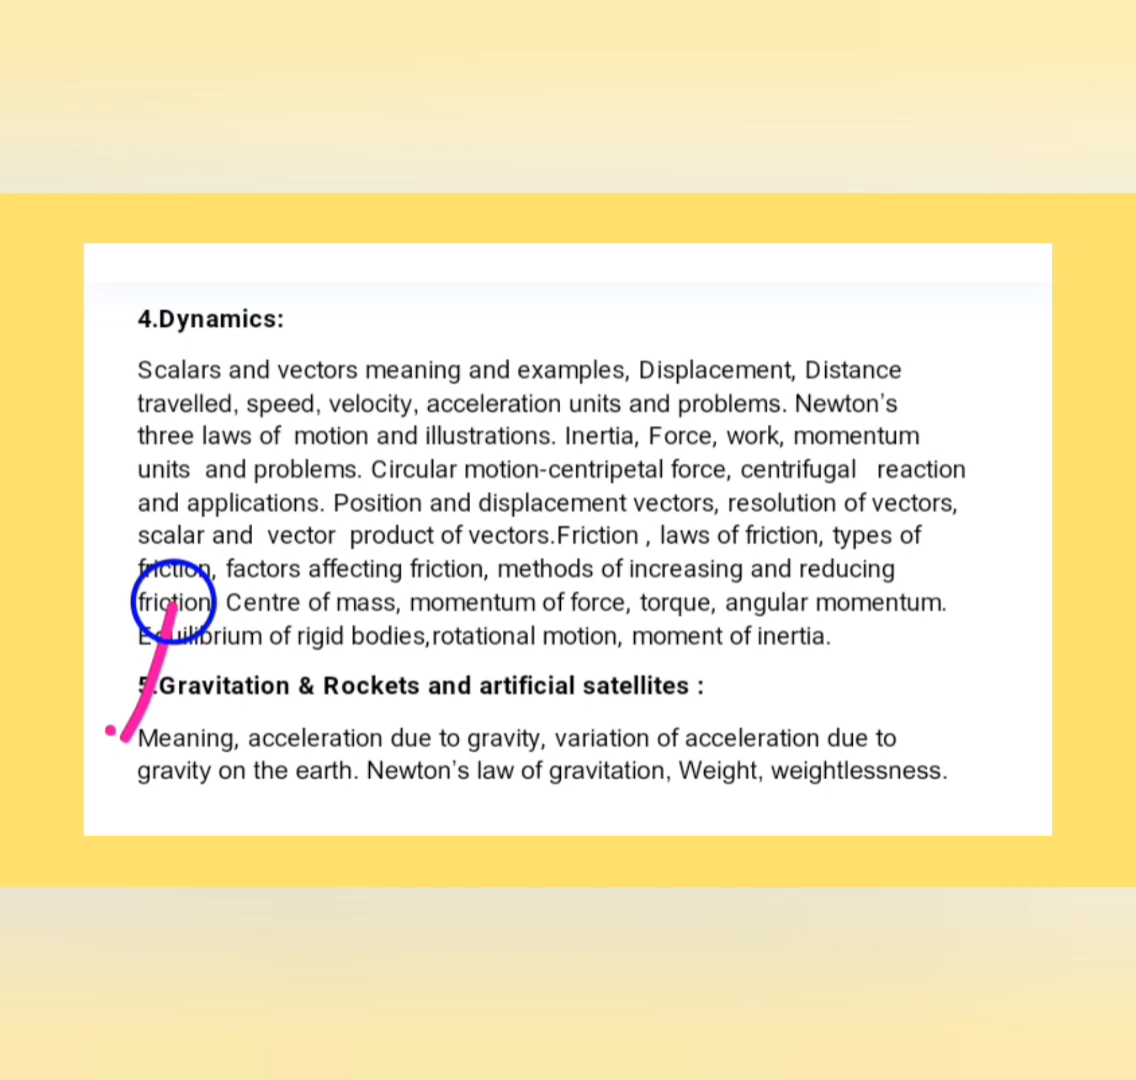 4.Dynamics:
Scalars and vectors meaning and examples, Displacement, Distance
travelled, speed, velocity, acceleration units and problems. Newton's
three laws of motion and illustrations. Inertia, Force, work, momentum
units and problems. Circular motion-centripetal force, centrifugal reaction
and applications. Position and displacement vectors, resolution of vectors,
scalar and vector product of vectors.Friction , laws of friction, types of
friction, factors affecting friction, methods of increasing and reducing
friction Centre of mass, momentum of force, torque, angular momentum.
Equilibrium of rigid bodies,rotational motion, moment of inertia.
5.Gravitation & Rockets and artificial satellites :
Meaning, acceleration due to gravity, variation of acceleration due to
gravity on the earth. Newton's law of gravitation, Weight, weightlessness.